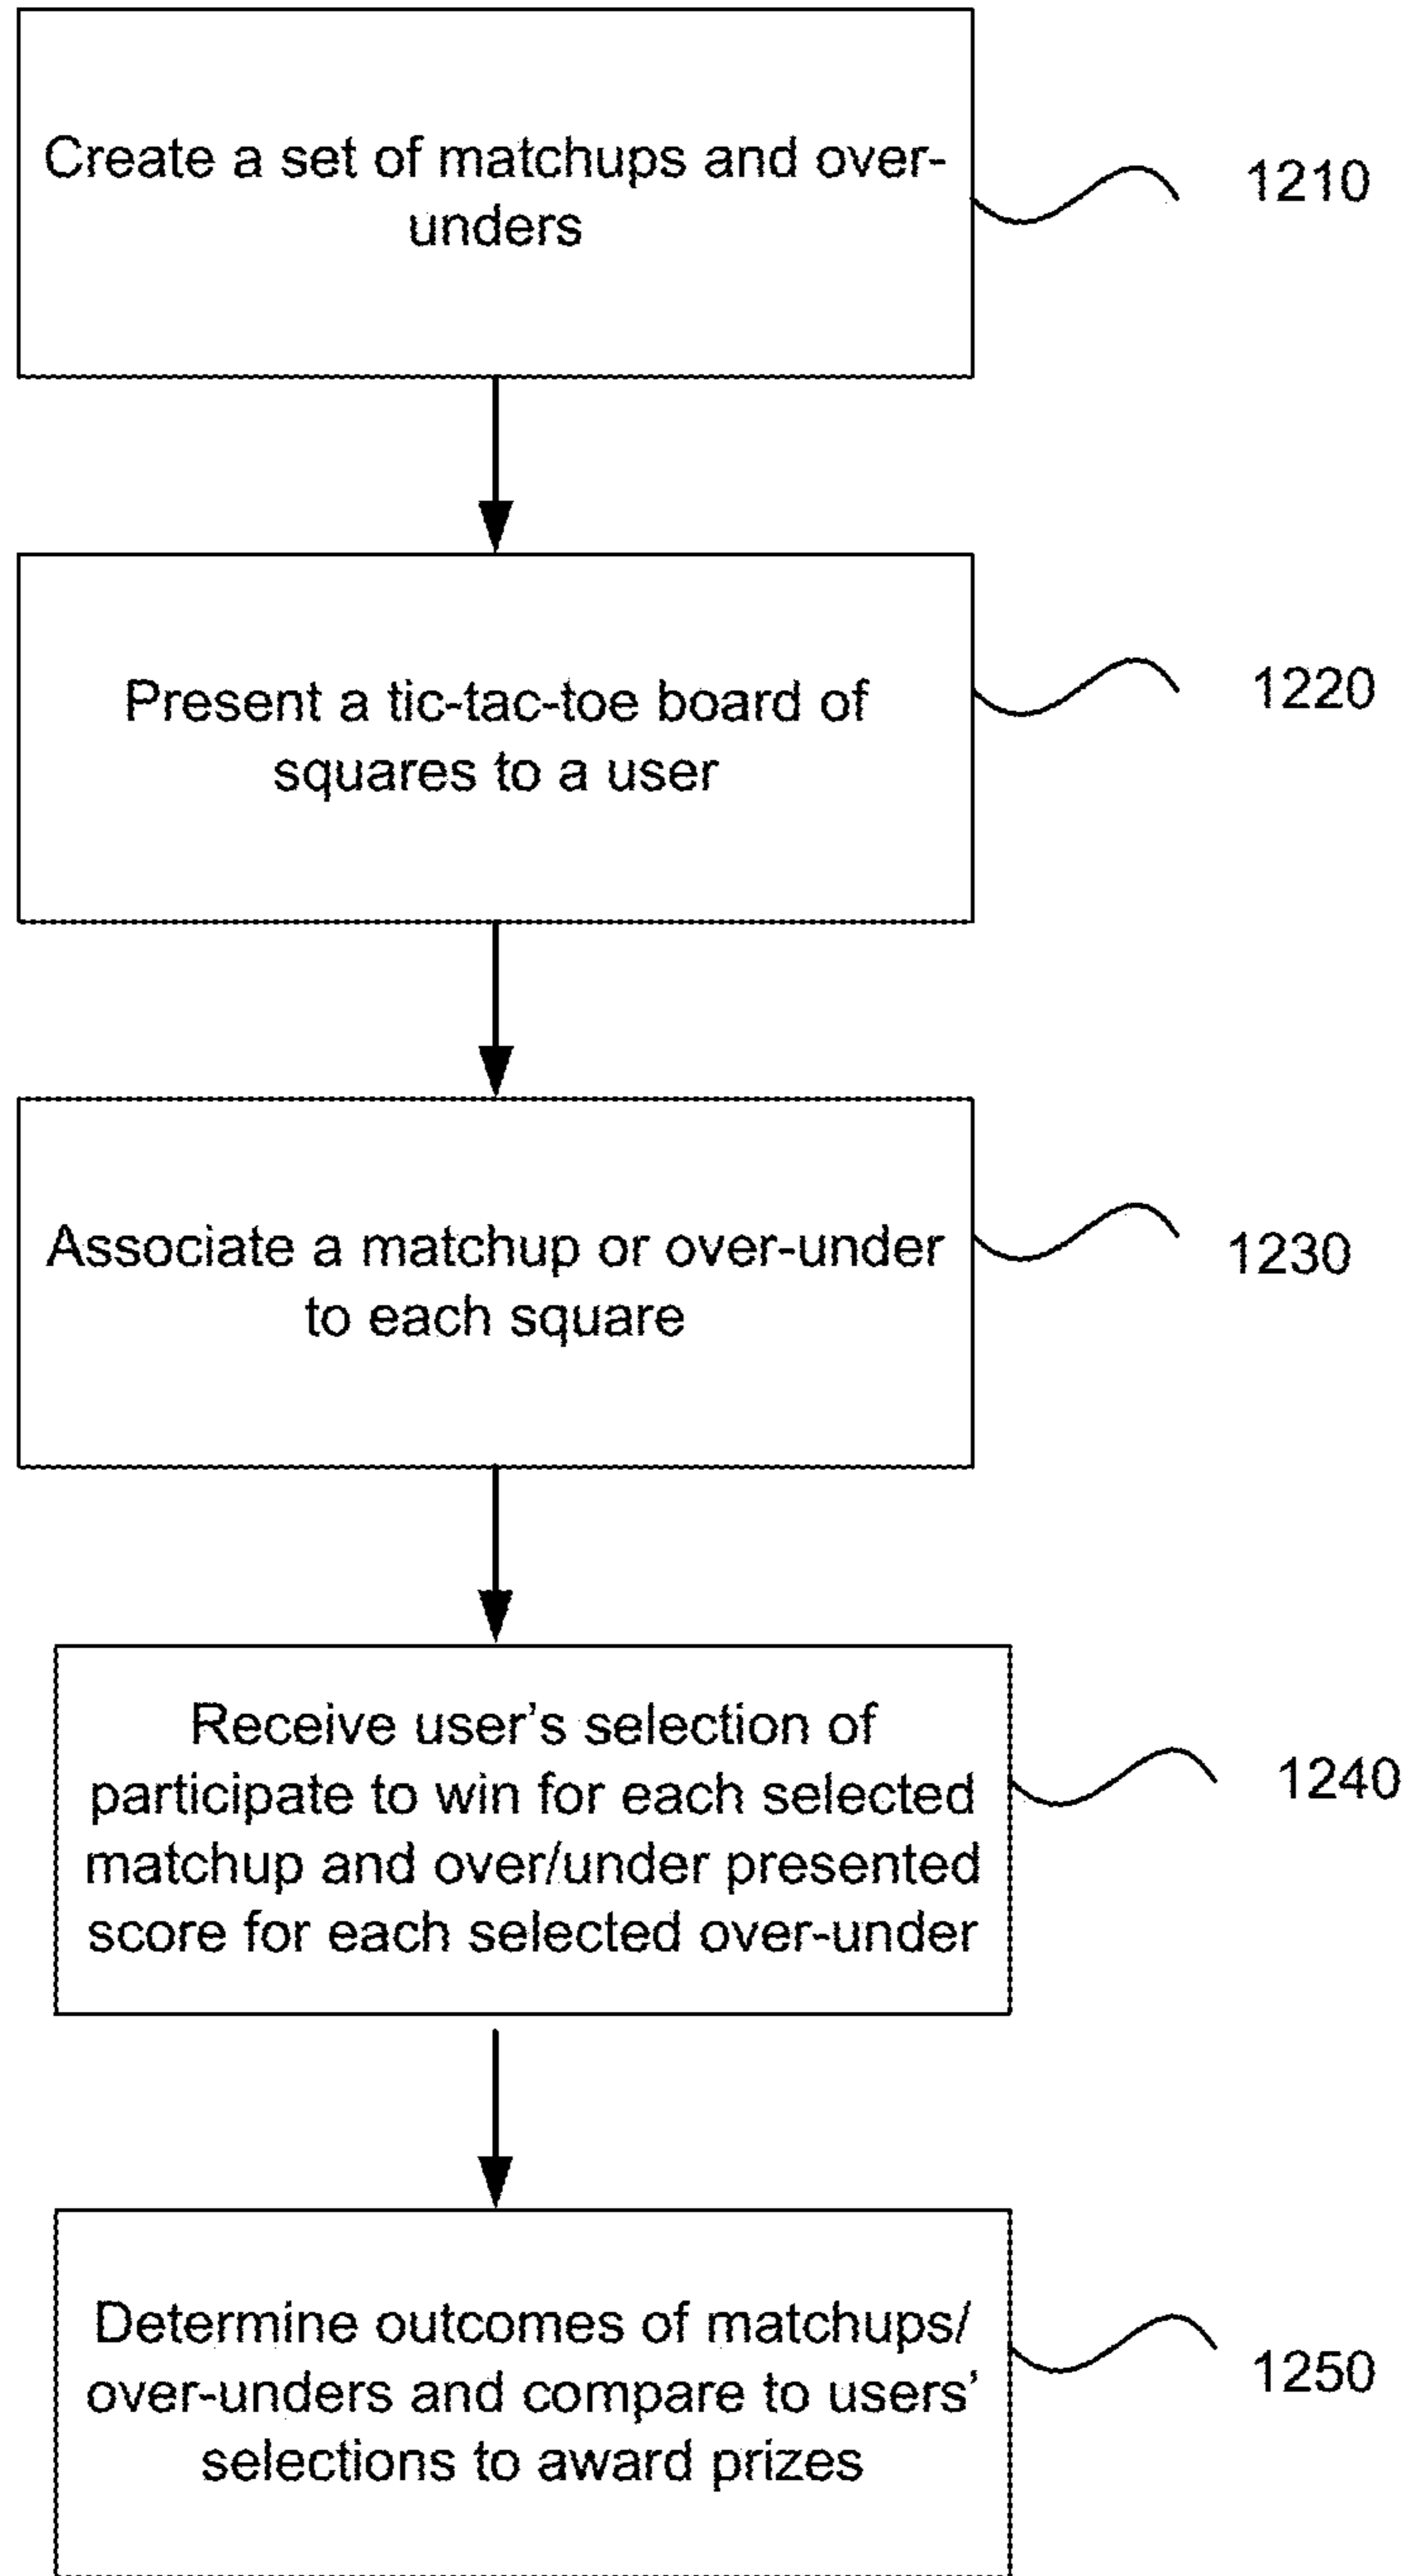 Create a set of matchups and over-
unders
1210
Present a tic-tac-toe board of
squares to a user
1220
Associate a matchup or over-under
to each square
1230
Receive user’s selection of
participate to win for each selected
matchup and over/under presented
score for each selected over-under
1240
Determine outcomes of matchups/
over-unders and compare to users’
selections to award prizes
1250